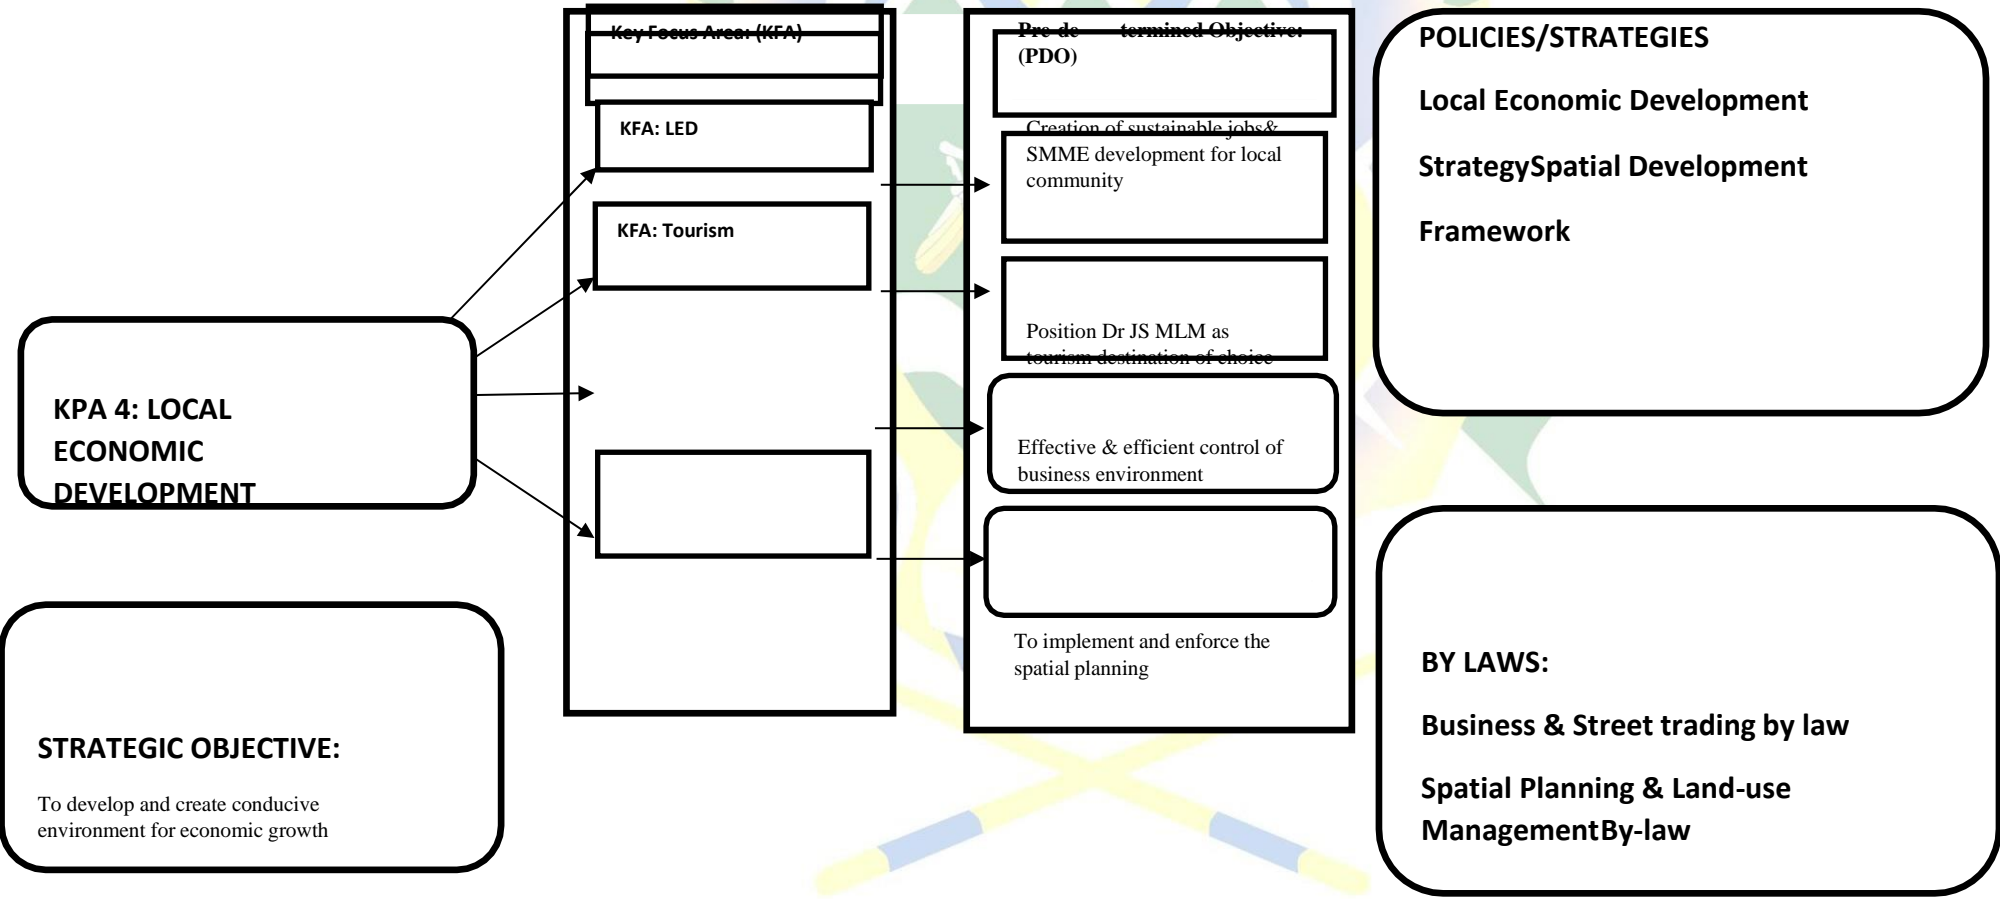 KPA 4: LOCAL
ECONOMIC
DEVELOPMENT
STRATEGIC OBJECTIVE:
To develop and create conducive
environment for economic growth
Key Focus Area: (KFA)
KFA: LED
KFA: Tourism
Pre-de termined Objective:
(PDO)
Creation of sustainable jobs&
SMME development for local
community
Position Dr JS MLM as
tourism destination of choice
Effective & efficient control of
business environment
To implement and enforce the
spatial planning
POLICIES/STRATEGIES
Local Economic Development
StrategySpatial Development
Framework
BY LAWS:
Business & Street trading by law
Spatial Planning & Land-use
ManagementBy-law